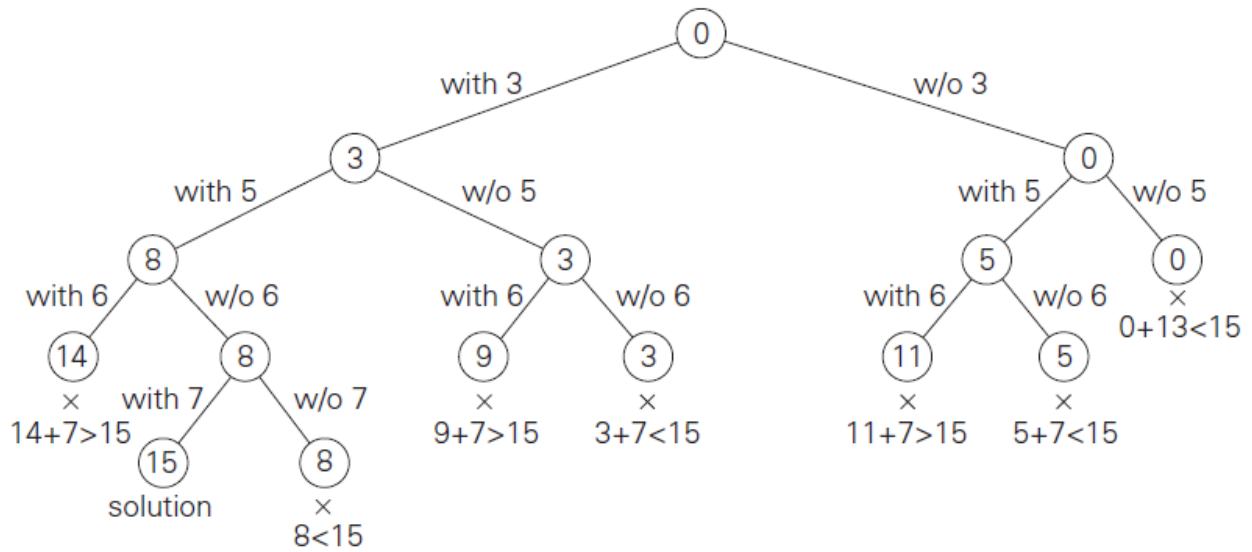 0
with 3
w/o 3
3
0
with 5
w/o 5
with 5
w/o 5
8
3
5
0
with 6
w/o 6
with 6
w/o 6
with 6
w/o 6
×
0+13<15
14
8
9
3
11
5
×
with 7
w/o 7
×
×
×
×
14+7>15
9+7>15
3+7<15
11+7>15
5+7<15
15
8
solution
×
8<15